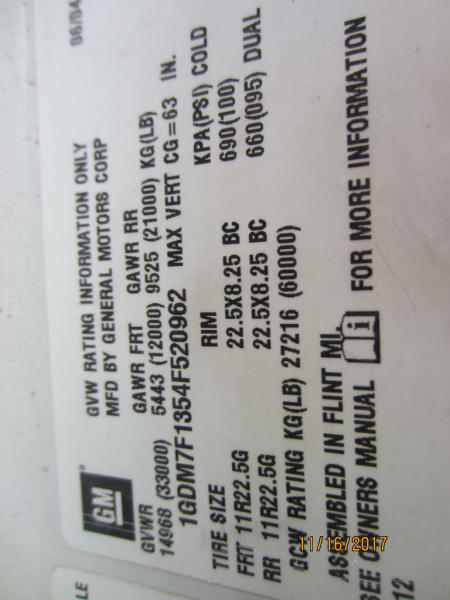 06/04
GVW RATING INFORMATION ONLY
MFD BY GENERAL MOTORS CORP
GM
GAWR FRT GAWR RR
GVWR 5443 (12000) 9525 (21000) KG(LB)
14968 (33000) MAX VERT CG=63 IN.
1GDM7F1354F520962
RIM KPA(PSI) COLD
TIRE SIZE 22.5X8.25 BC 690(100)
FRT 11R22.5G 22.5X8.25 BC 660(095) DUAL
RR 11R22.5G
GCW RATING KG(LB) 27216 (60000)
ASSEMBLED IN FLINT MI.
SEE OWNERS MANUAL FOR MORE INFORMATION
12
LE
11/16/2017